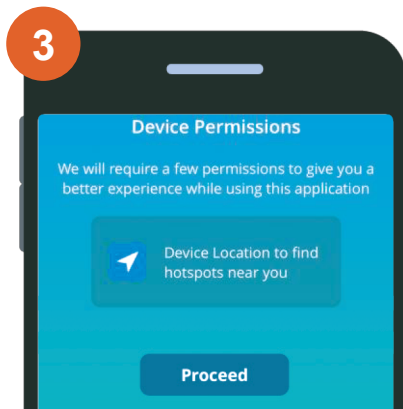 3
Device Permissions
We will require a few permissions to give you a
better experience while using this application
Device Location to find
hotspots near you
Proceed